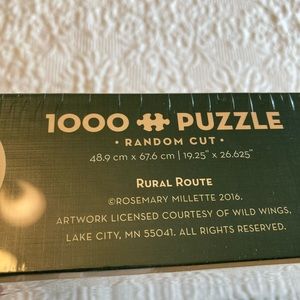 1000 PUZZLE
• RANDOM CUT •
48.9 cm x 67.6 cm | 19.25" x 26.625"
RURAL ROUTE
©ROSEMARY MILLETTE 2016.
ARTWORK LICENSED COURTESY OF WILD WINGS,
LAKE CITY, MN 55041. ALL RIGHTS RESERVED.